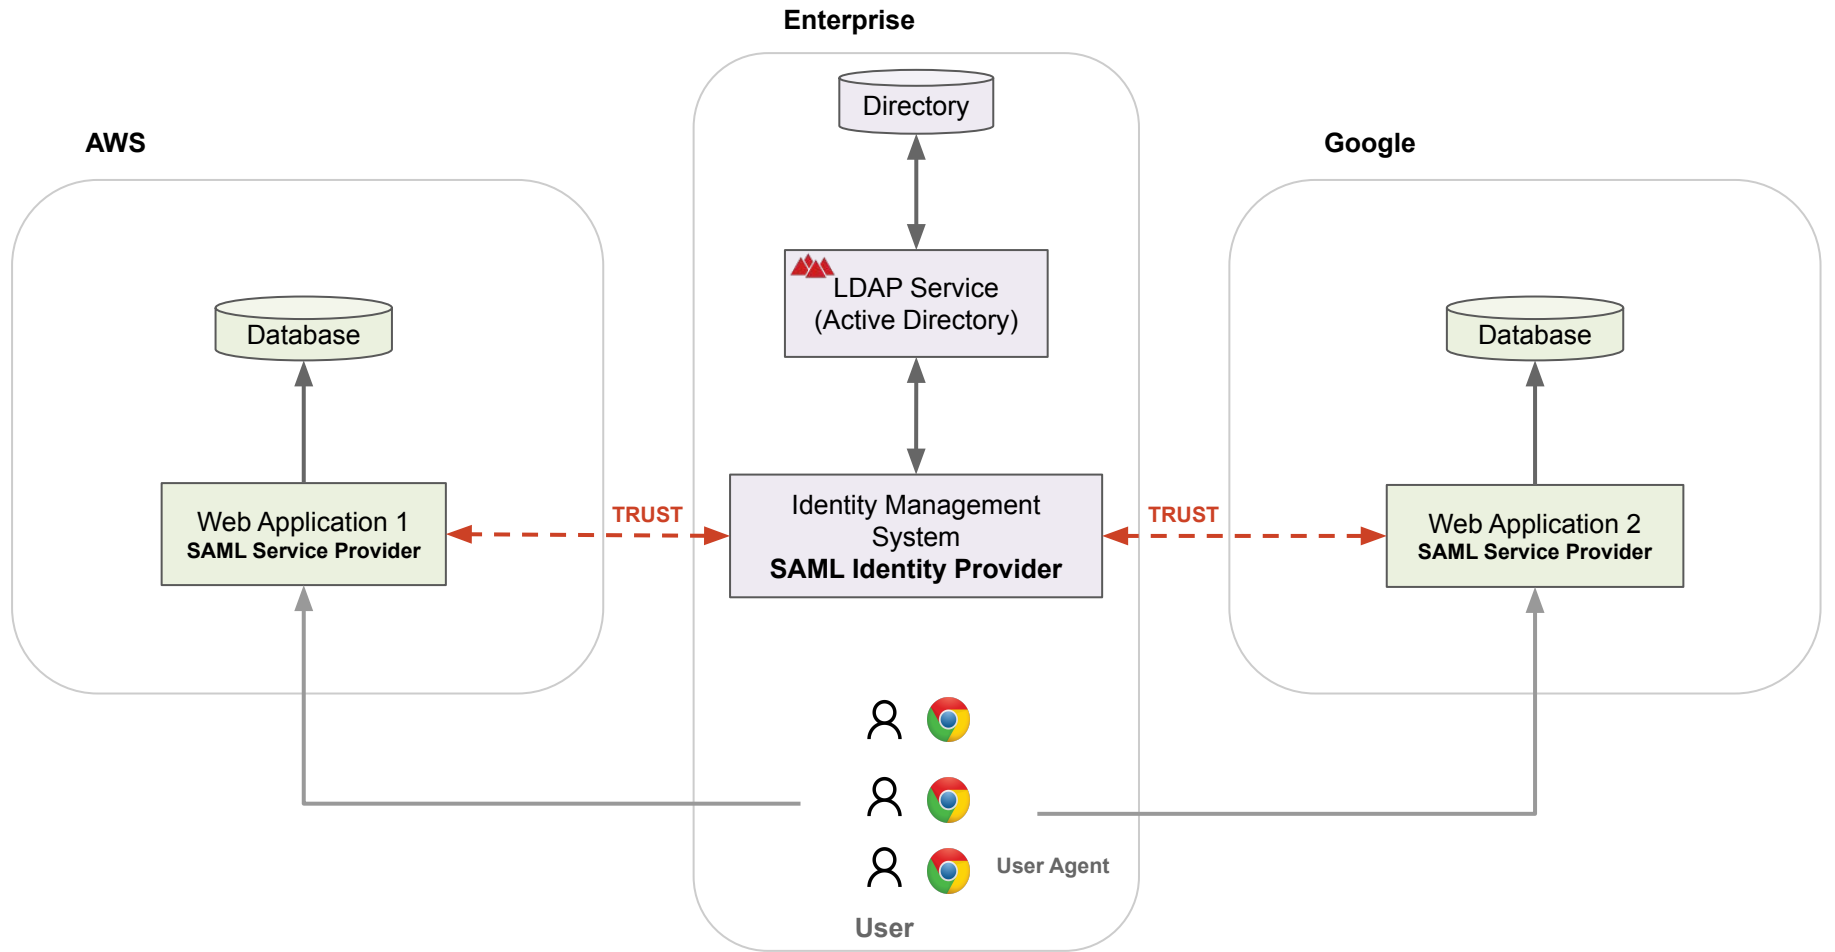 Enterprise
Directory
AWS
Google
LDAP Service
(Active Directory)
Database
Database
Web Application 1
SAML Service Provider
TRUST
Identity Management
System
SAML Identity Provider
TRUST
Web Application 2
SAML Service Provider
User Agent
User